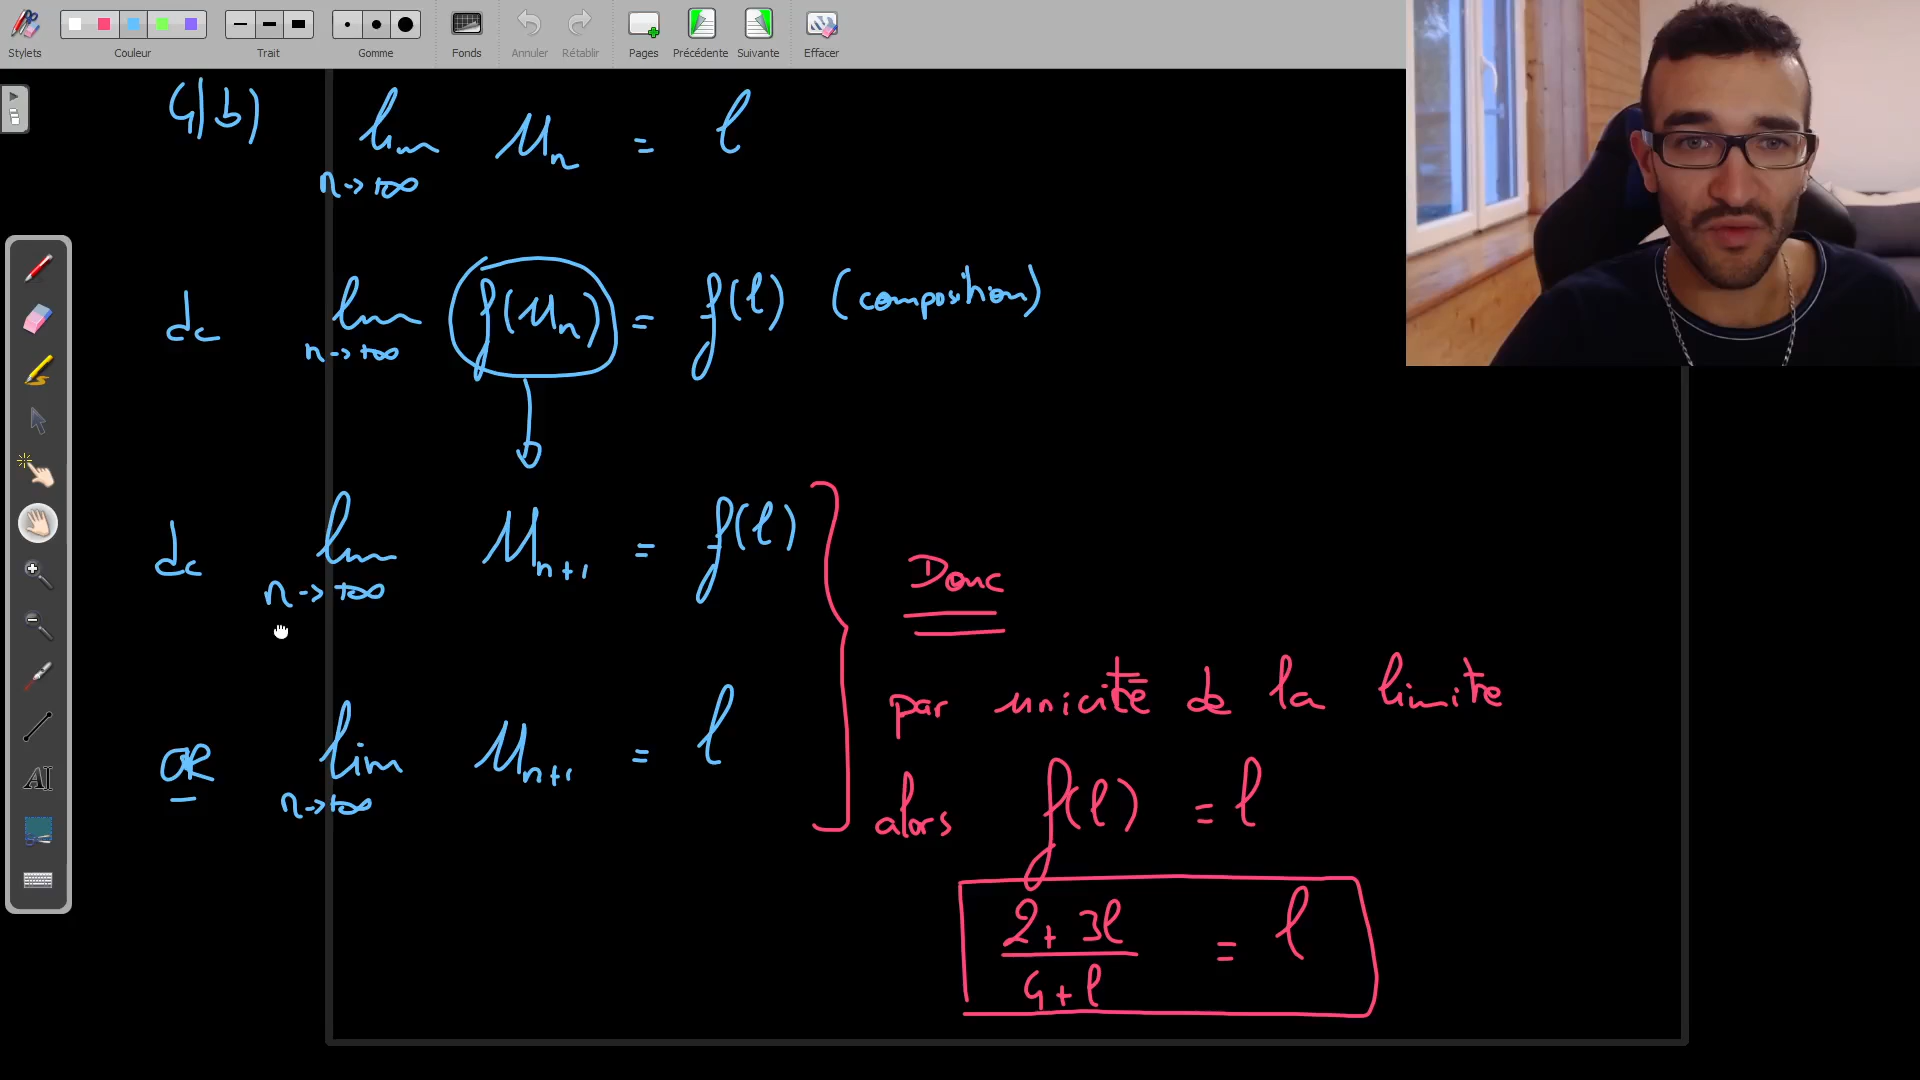 Stylets Couleur Trait Gomme Fonds Annuler Rétablir Pages Précédente Suivante Effacer
4/b) lim n→+∞ Un = l
dc lim n→+∞ f(Un) = f(l) (composition)
dc lim n→+∞ Un+1 = f(l)
Donc
par unicité de la limite
OR lim n→+∞ Un+1 = l
alors f(l) = l
2+3l / 4+l = l
AI